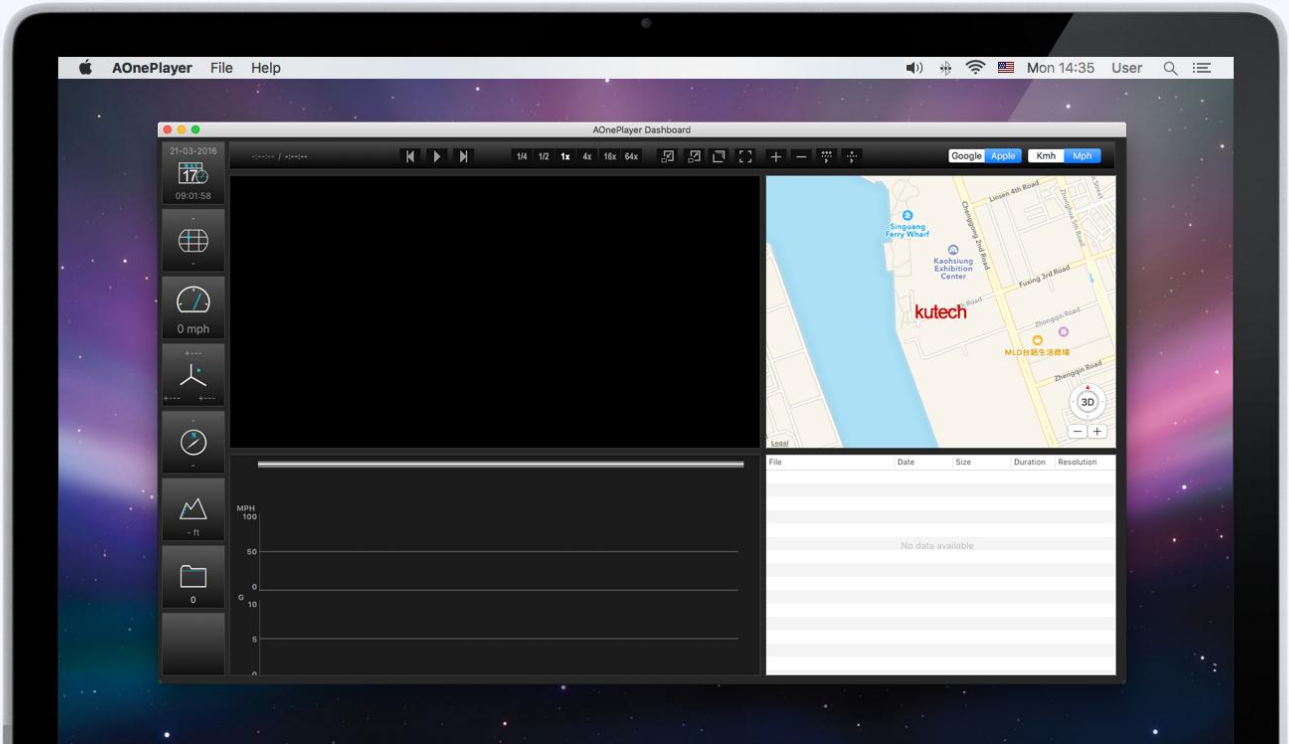 AOnePlayer File Help
Mon 14:35 User
AOnePlayer Dashboard
21-03-2016
17
09:01:58
-:--:-- / -:--:--
1/4 1/2 1x 4x 16x 64x
Google Apple Kmh Mph
-
-
0 mph
+---
+--- +---
-
-
- ft
0
Linsen 4th Road
Chenggong 2nd Road
Singuang
Ferry Wharf
Kaohsiung
Exhibition
Center
Fuxing 3rd Road
Road
kutech
Zhongqin Road
MLD台鋁生活商場
Zhengqin Road
3D
- +
Legal
MPH
100
50
0
G
10
5
0
File Date Size Duration Resolution
No data available